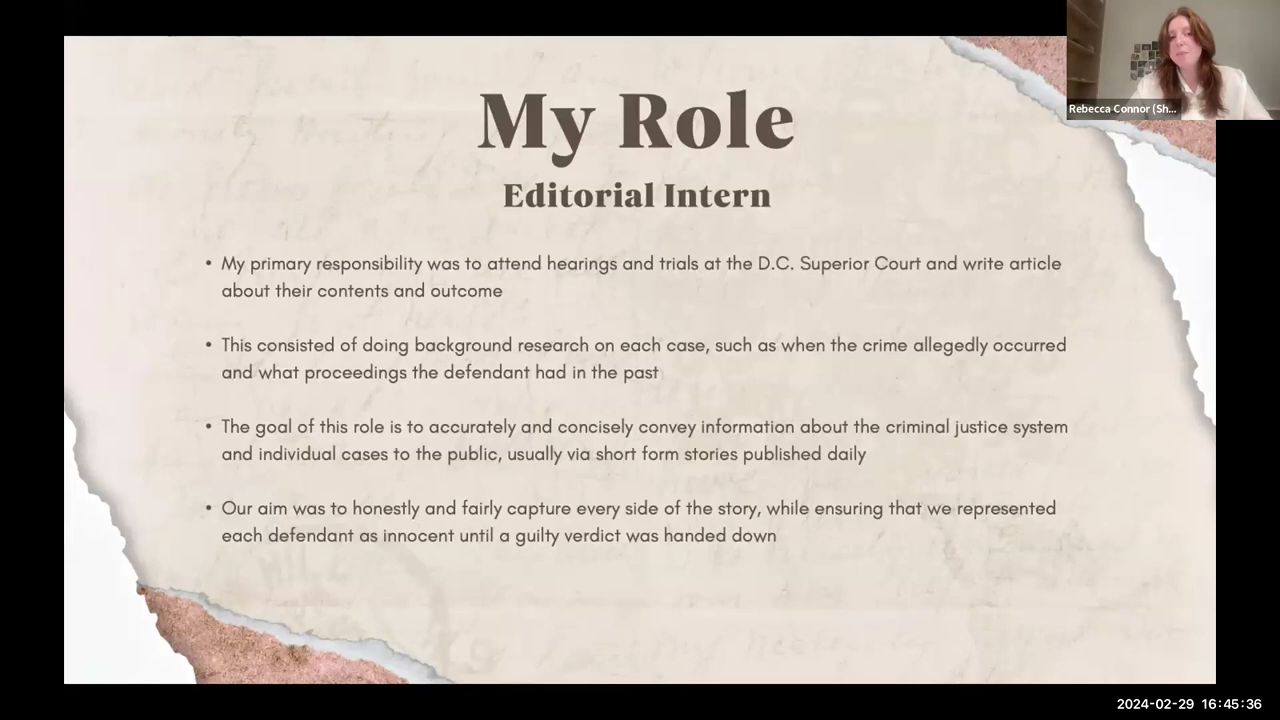 My Role
Editorial Intern
• My primary responsibility was to attend hearings and trials at the D.C. Superior Court and write article
about their contents and outcome
• This consisted of doing background research on each case, such as when the crime allegedly occurred
and what proceedings the defendant had in the past
• The goal of this role is to accurately and concisely convey information about the criminal justice system
and individual cases to the public, usually via short form stories published daily
• Our aim was to honestly and fairly capture every side of the story, while ensuring that we represented
each defendant as innocent until a guilty verdict was handed down
Rebecca Connor (Sh...
2024-02-29 16:45:36